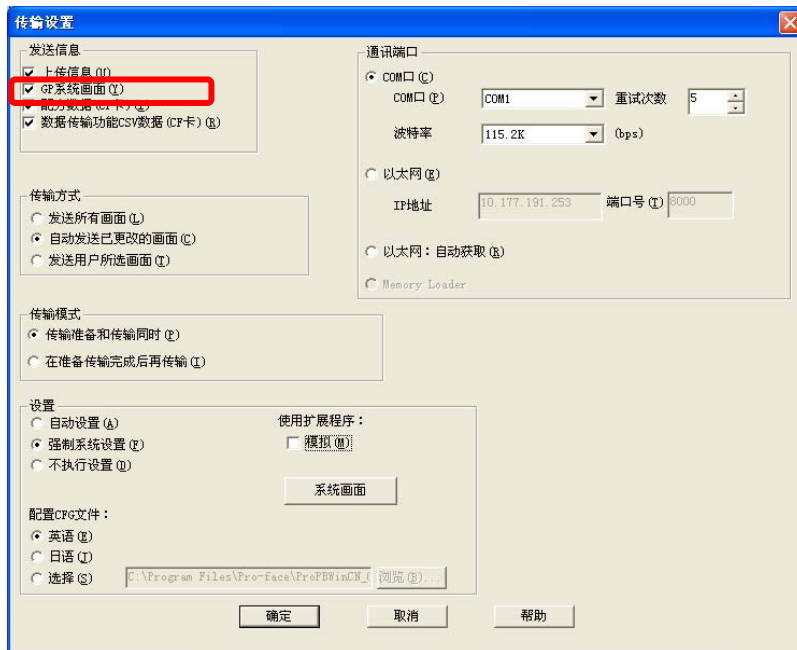 传输设置
发送信息
上传信息(U)
GP系统画面(Y)
配方数据(CF卡)(I)
数据传输功能CSV数据(CF卡)(R)
传输方式
发送所有画面(L)
自动发送已更改的画面(C)
发送用户所选画面(T)
传输模式
传输准备和传输同时(P)
在准备传输完成后再传输(I)
设置
自动设置(A)
强制系统设置(F)
不执行设置(D)
使用扩展程序：
模拟(M)
系统画面
配置CFG文件：
英语(E)
日语(J)
选择(S)
C:\Program Files\Pro-face\ProPBWinCN_(
浏览(B)....
通讯端口
COM口(C)
COM口(P)
COM1
重试次数
5
波特率
115.2K
(bps)
以太网(E)
IP地址
10.177.191.253
端口号(T)
8000
以太网：自动获取(R)
Memory Loader
确定
取消
帮助